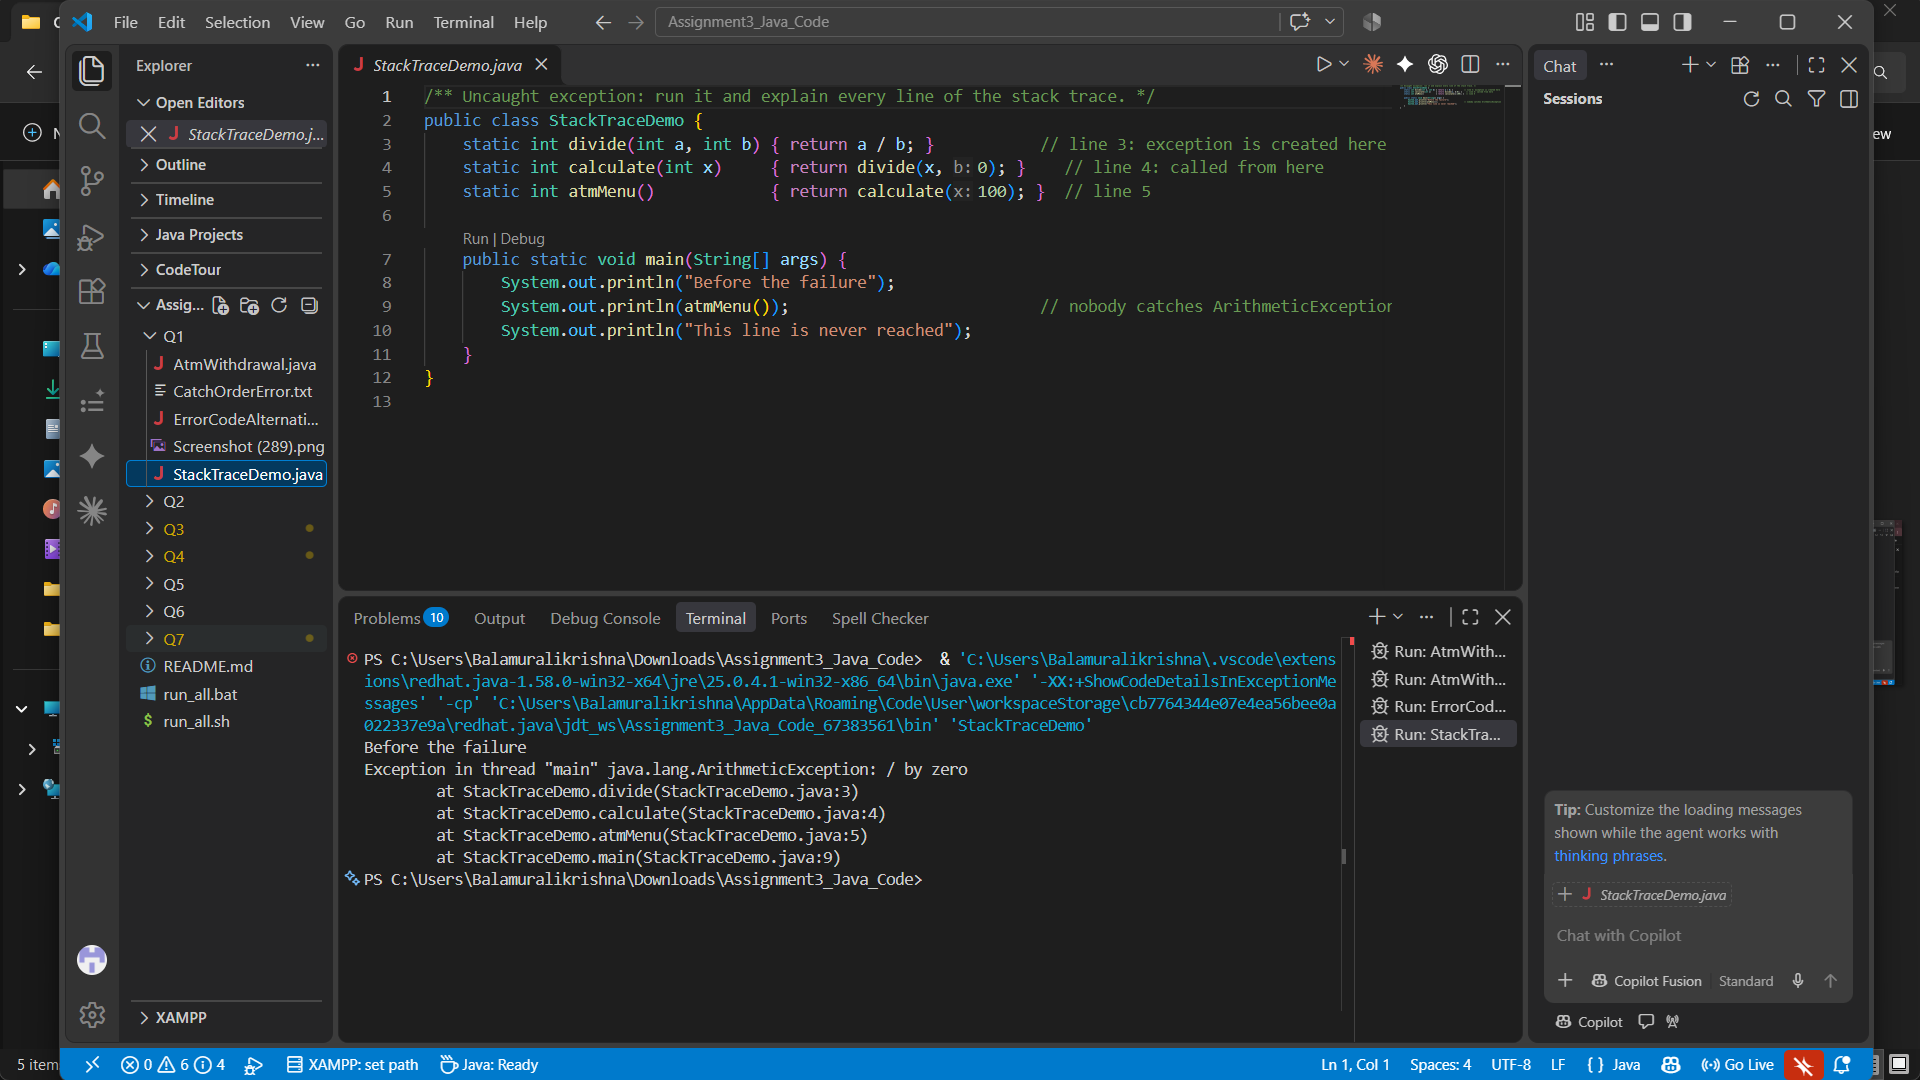 File Edit Selection View Go Run Terminal Help
Assignment3_Java_Code
Explorer
Open Editors
StackTraceDemo.j...
Outline
Timeline
Java Projects
CodeTour
Assig...
Q1
AtmWithdrawal.java
CatchOrderError.txt
ErrorCodeAlternati...
Screenshot (289).png
StackTraceDemo.java
Q2
Q3
Q4
Q5
Q6
Q7
README.md
run_all.bat
run_all.sh
XAMPP
StackTraceDemo.java
1 /** Uncaught exception: run it and explain every line of the stack trace. */
2 public class StackTraceDemo {
3 static int divide(int a, int b) { return a / b; } // line 3: exception is created here
4 static int calculate(int x) { return divide(x, b: 0); } // line 4: called from here
5 static int atmMenu() { return calculate(x: 100); } // line 5
6
Run | Debug
7 public static void main(String[] args) {
8 System.out.println("Before the failure");
9 System.out.println(atmMenu()); // nobody catches ArithmeticException
10 System.out.println("This line is never reached");
11 }
12 }
13
Problems 10 Output Debug Console Terminal Ports Spell Checker
PS C:\Users\Balamuralikrishna\Downloads\Assignment3_Java_Code> & 'C:\Users\Balamuralikrishna\.vscode\extens
ions\redhat.java-1.58.0-win32-x64\jre\25.0.4.1-win32-x86_64\bin\java.exe' '-XX:+ShowCodeDetailsInExceptionMe
ssages' '-cp' 'C:\Users\Balamuralikrishna\AppData\Roaming\Code\User\workspaceStorage\cb7764344e07e4ea56bee0a
022337e9a\redhat.java\jdt_ws\Assignment3_Java_Code_67383561\bin' 'StackTraceDemo'
Before the failure
Exception in thread "main" java.lang.ArithmeticException: / by zero
at StackTraceDemo.divide(StackTraceDemo.java:3)
at StackTraceDemo.calculate(StackTraceDemo.java:4)
at StackTraceDemo.atmMenu(StackTraceDemo.java:5)
at StackTraceDemo.main(StackTraceDemo.java:9)
PS C:\Users\Balamuralikrishna\Downloads\Assignment3_Java_Code>
Run: AtmWith...
Run: AtmWith...
Run: ErrorCod...
Run: StackTra...
Chat
Sessions
Tip: Customize the loading messages
shown while the agent works with
thinking phrases.
StackTraceDemo.java
Chat with Copilot
Copilot Fusion Standard
Copilot
ew
5 item
0 6 4 XAMPP: set path Java: Ready
Ln 1, Col 1 Spaces: 4 UTF-8 LF {} Java Go Live